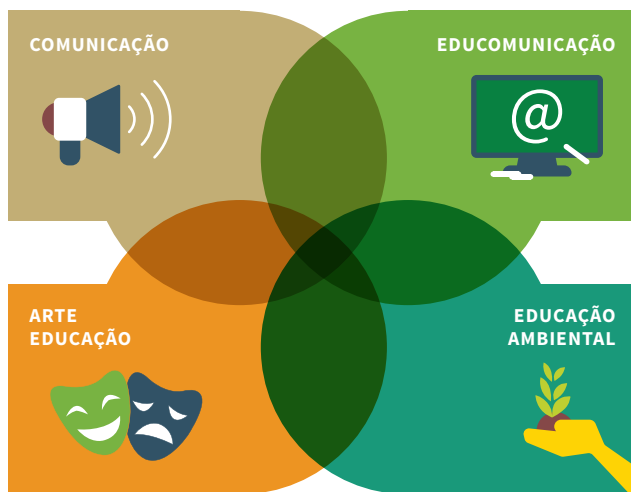 COMUNICAÇÃO
EDUCOMUNICAÇÃO
@
ARTE
EDUCAÇÃO
EDUCAÇÃO
AMBIENTAL